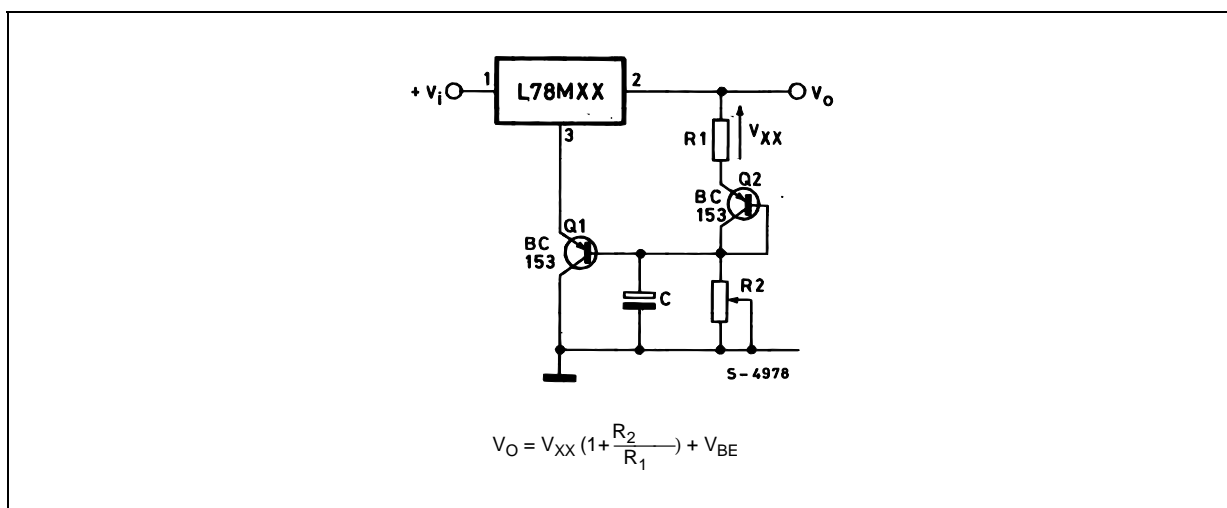 1 L78MXX 2
+ Vi Vo
3 R1 VXX
Q2
BC
153
Q1
BC
153
C
R2
S-4978
VO = VXX (1+ R2/R1) + VBE